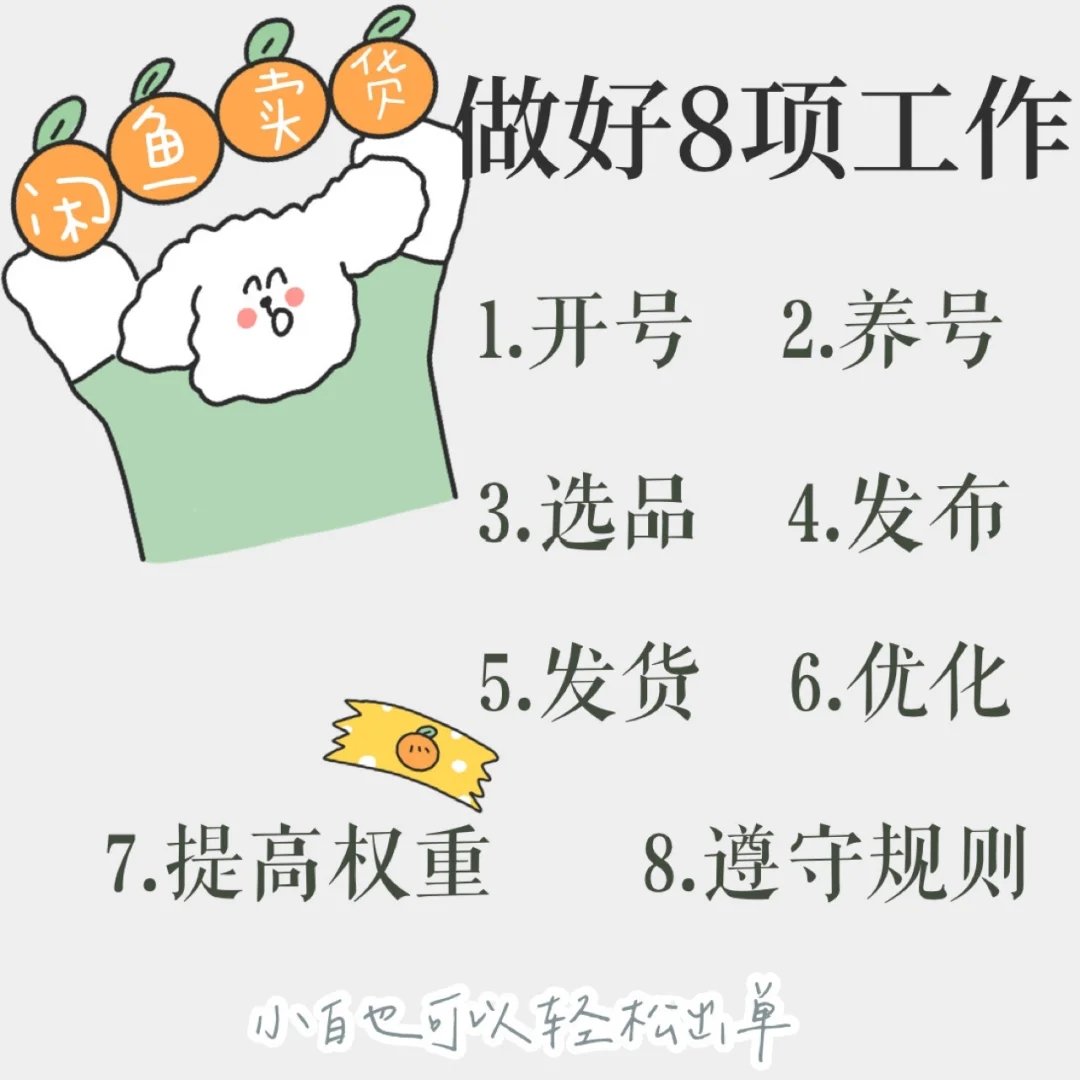 闲鱼卖货
做好8项工作
1.开号 2.养号
3.选品 4.发布
5.发货 6.优化
7.提高权重 8.遵守规则
小白也可以轻松出单